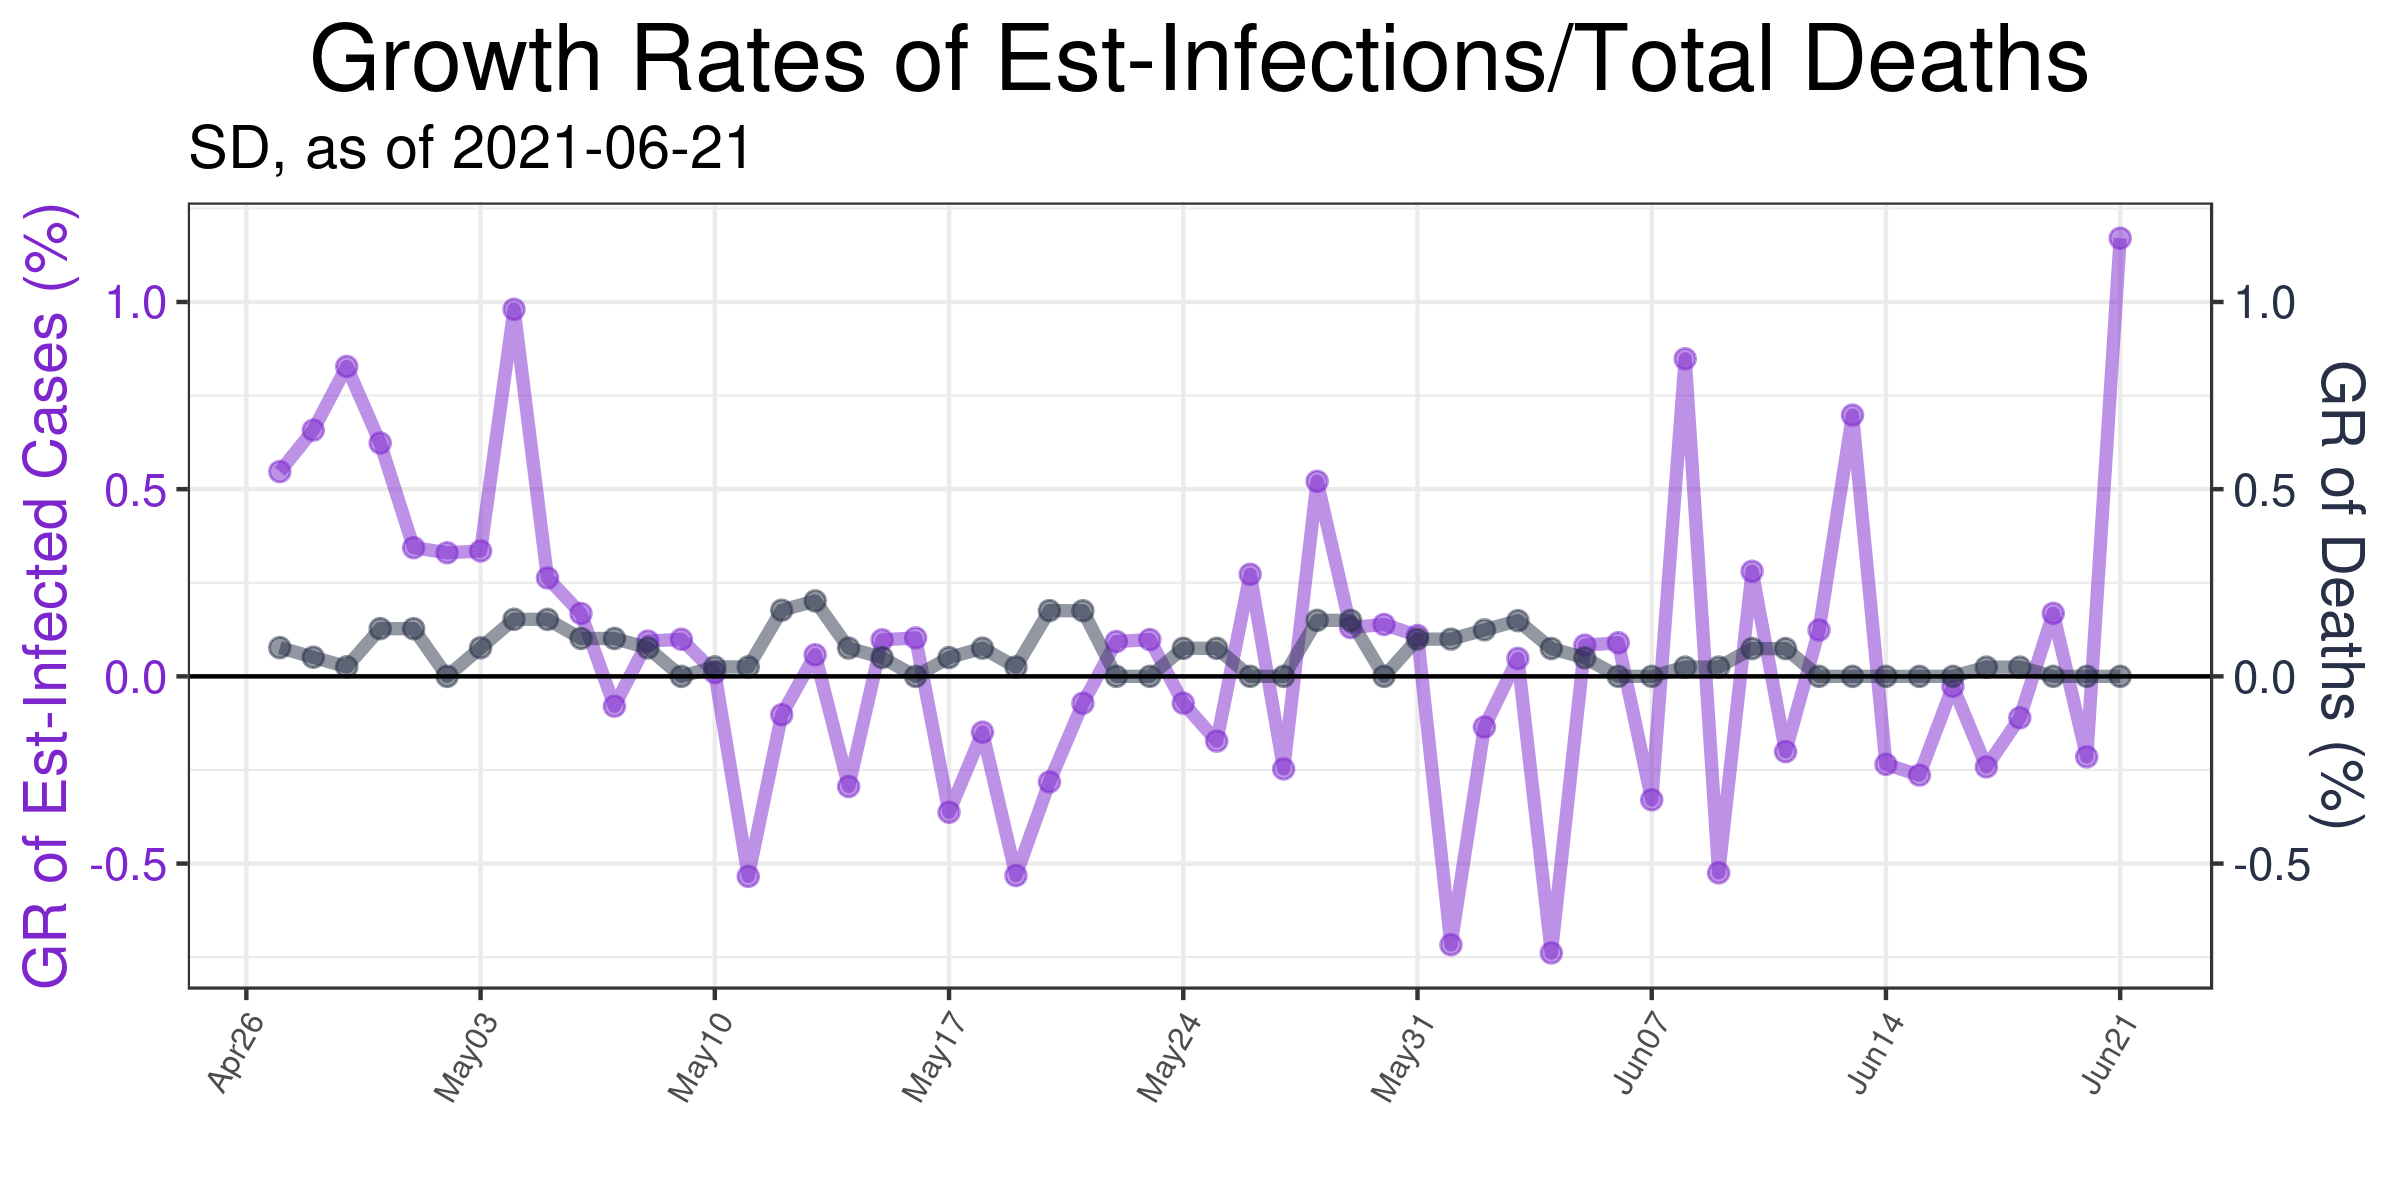 Growth Rates of Est-Infections/Total Deaths
SD, as of 2021-06-21
GR of Est-Infected Cases (%)
1.0
0.5
0.0
-0.5
1.0
0.5
0.0
-0.5
GR of Deaths (%)
Apr26
May03
May10
May17
May24
May31
Jun07
Jun14
Jun21